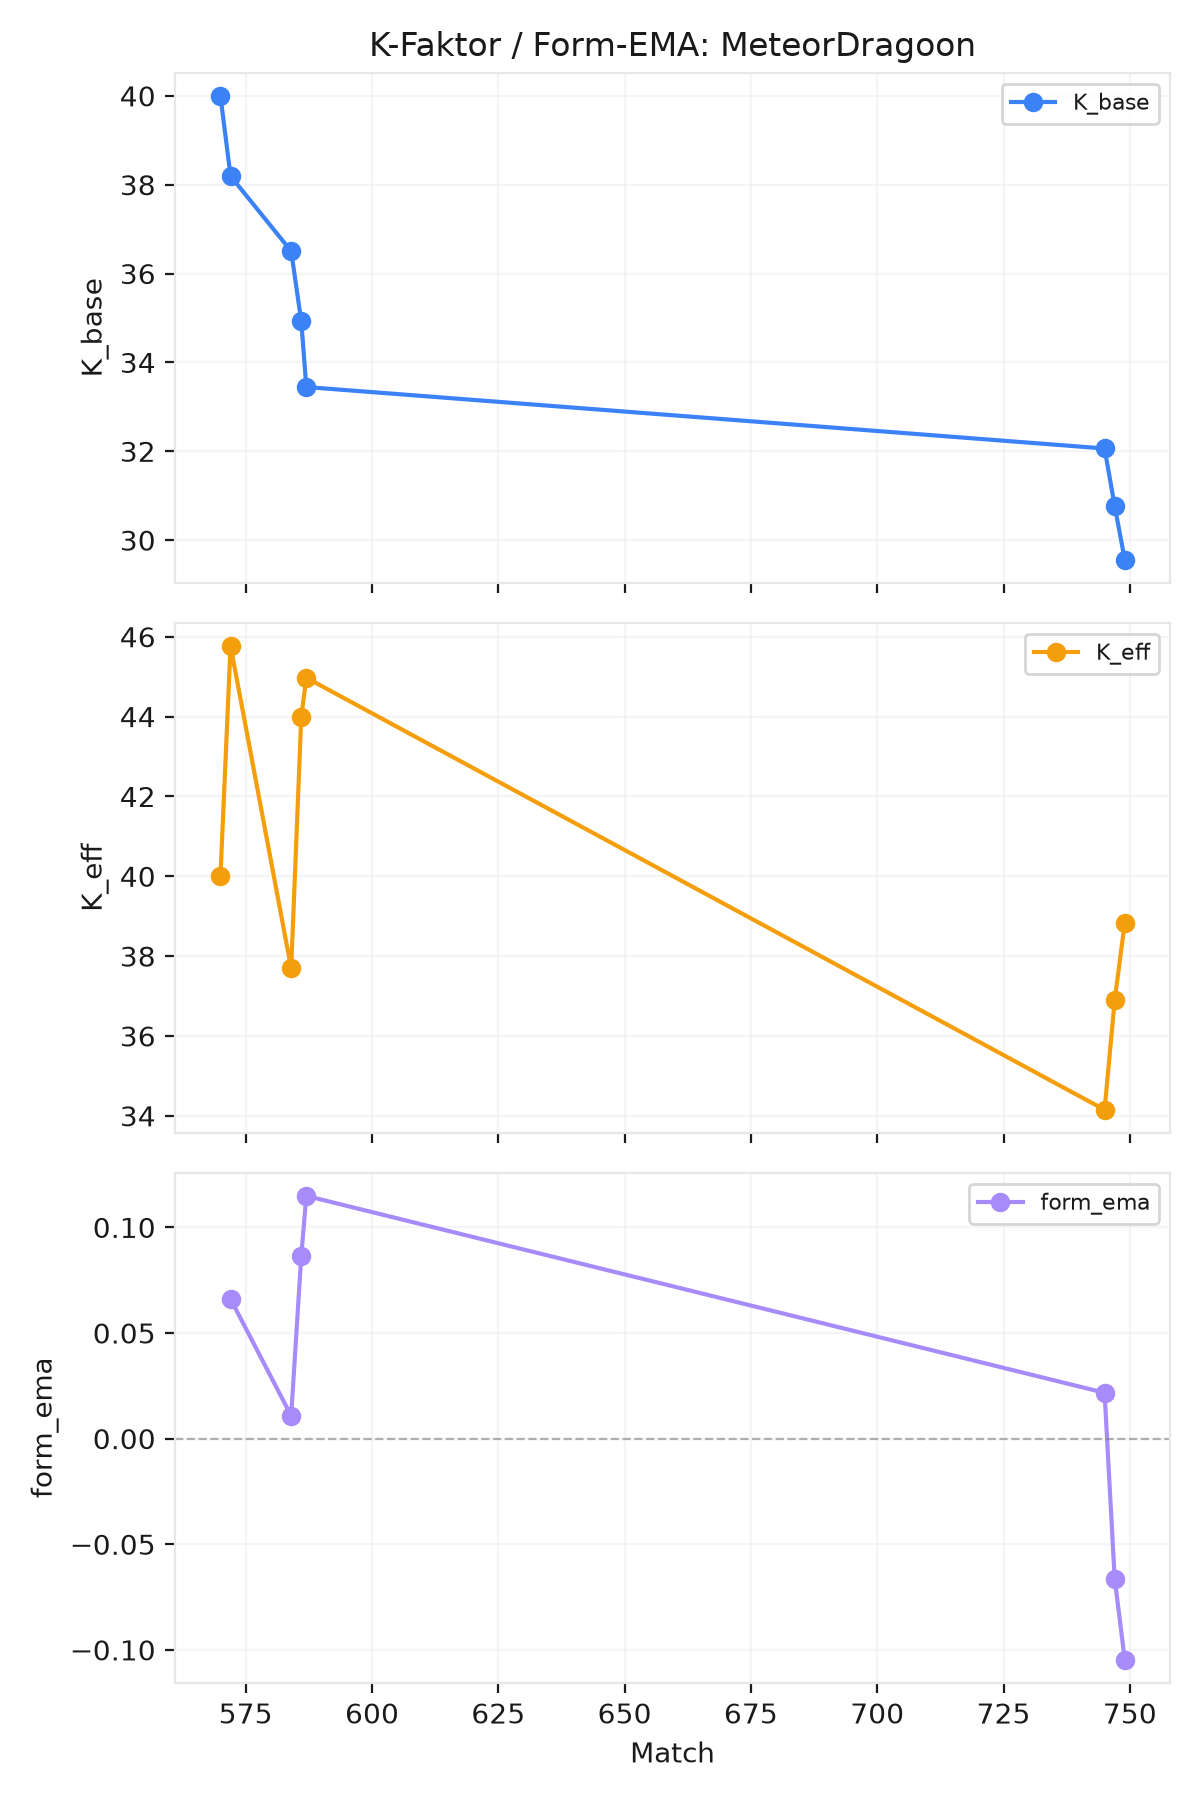 K-Faktor / Form-EMA: MeteorDragoon
K_base
40
38
36
34
32
30
K_base
K_eff
46
44
42
40
38
36
34
K_eff
form_ema
0.10
0.05
0.00
−0.05
−0.10
form_ema
575 600 625 650 675 700 725 750
Match